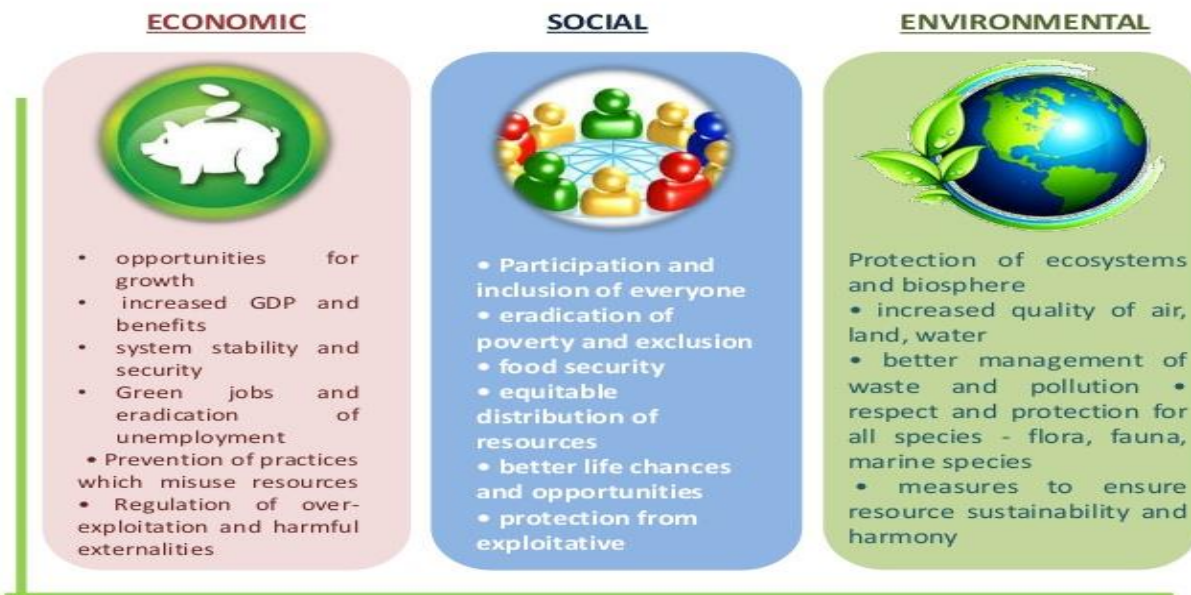 ECONOMIC
• opportunities for
growth
• increased GDP and
benefits
• system stability and
security
• Green jobs and
eradication of
unemployment
• Prevention of practices
which misuse resources
• Regulation of over-
exploitation and harmful
externalities
SOCIAL
• Participation and
inclusion of everyone
• eradication of
poverty and exclusion
• food security
• equitable
distribution of
resources
• better life chances
and opportunities
• protection from
exploitative
ENVIRONMENTAL
Protection of ecosystems
and biosphere
• increased quality of air,
land, water
• better management of
waste and pollution •
respect and protection for
all species - flora, fauna,
marine species
• measures to ensure
resource sustainability and
harmony